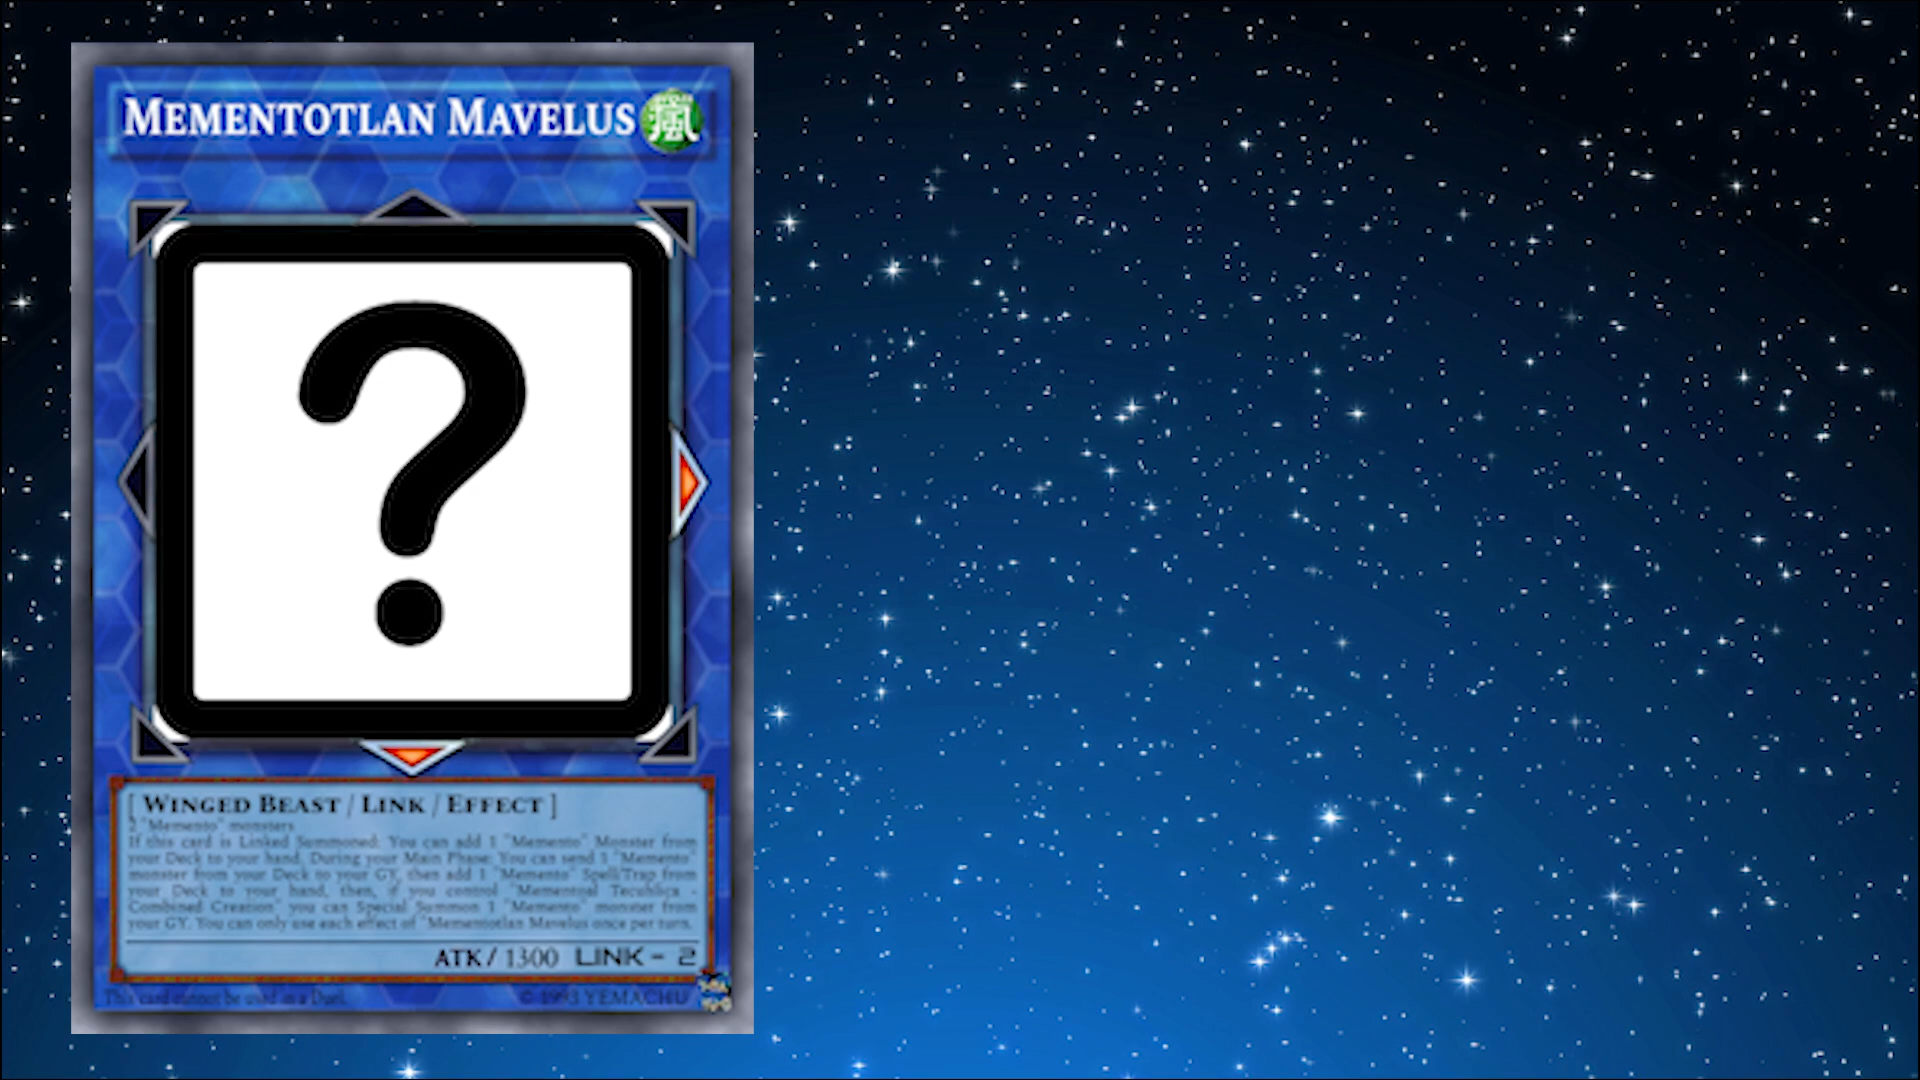 MEMENTOTLAN MAVELUS 風
?
[ WINGED BEAST / LINK / EFFECT ]
2 "Memento" monsters
If this card is Linked Summoned: You can add 1 "Memento" Monster from
your Deck to your hand. During your Main Phase: You can send 1 "Memento"
monster from your Deck to your GY, then add 1 "Memento" Spell/Trap from
your Deck to your hand, then, if you control "Mementoal Tecuhlica -
Combined Creation" you can Special Summon 1 "Memento" monster from
your GY. You can only use each effect of "Mementotlan Mavelus once per turn.
ATK / 1300 LINK - 2
This card cannot be used in a Duel. © 1993 YEMACHU